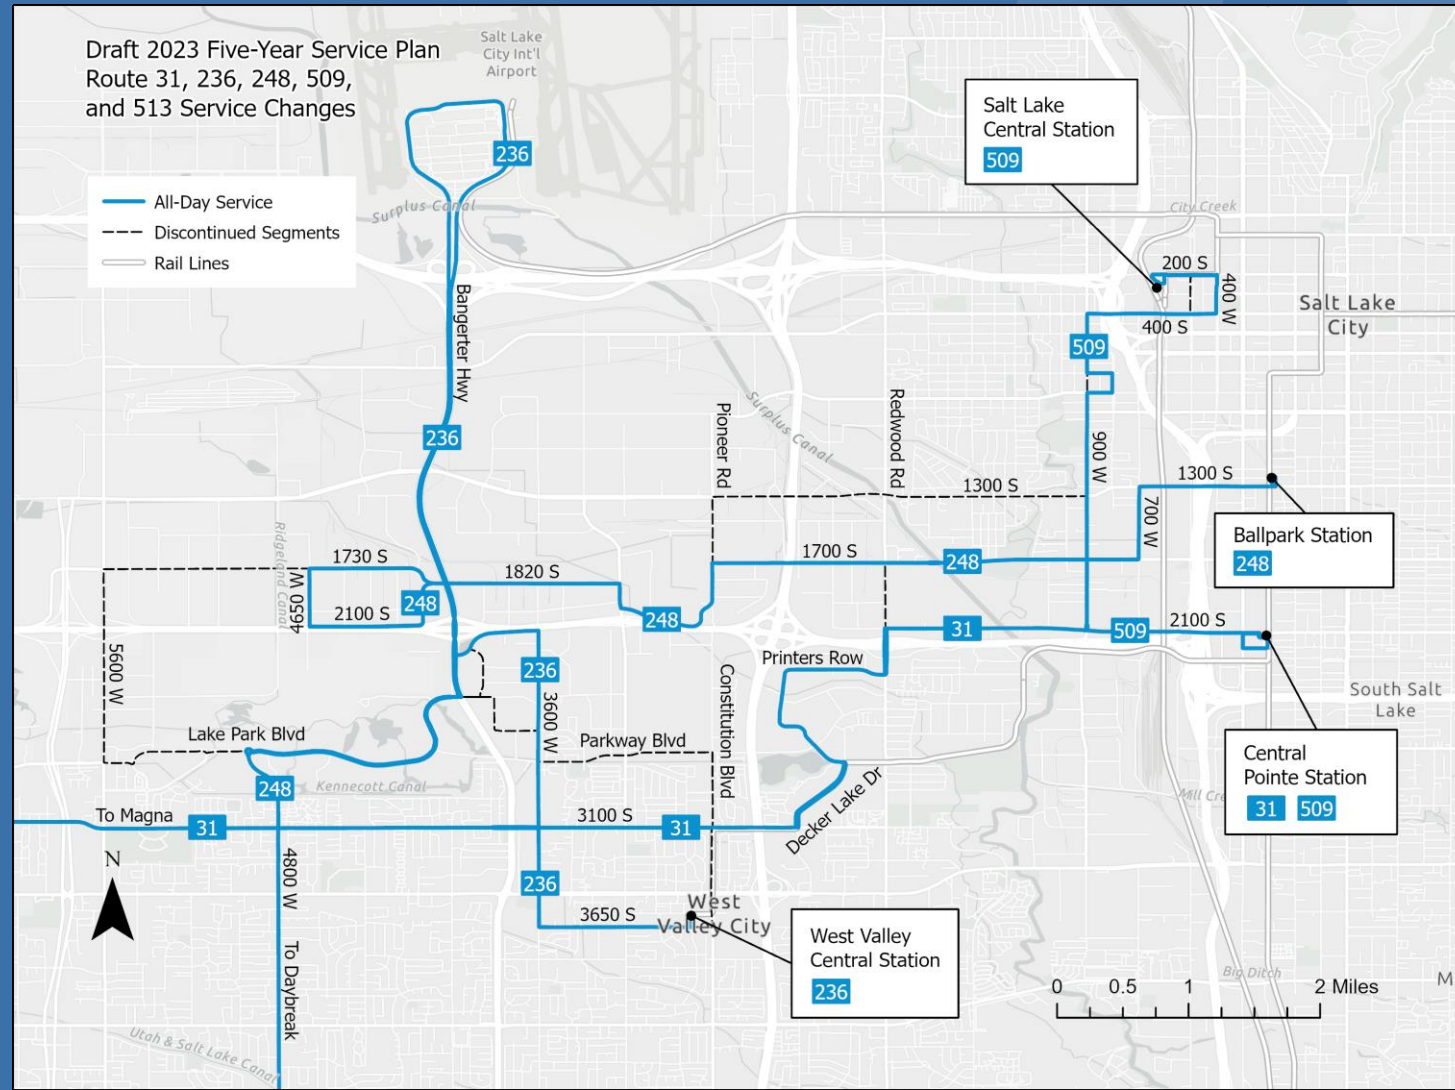 Draft 2023 Five-Year Service Plan
Route 31, 236, 248, 509,
and 513 Service Changes
All-Day Service
Discontinued Segments
Rail Lines
Salt Lake
City Int'l
Airport
236
Surplus Canal
Salt Lake
Central Station
509
City Creek
200 S
400 W
400 S
Salt Lake
City
509
Bangerter Hwy
236
Pioneer Rd
Surplus Canal
Redwood Rd
900 W
1300 S
1300 S
700 W
Ballpark Station
248
Ridgeland Canal
1730 S
4650 W
2100 S
248
1820 S
248
1700 S
248
5600 W
31
509
2100 S
Printers Row
236
3600 W
Constitution Blvd
South Salt
Lake
Lake Park Blvd
Parkway Blvd
Central
Pointe Station
31 509
248
Kennecott Canal
Decker Lake Dr
Mill Cre
To Magna
31
3100 S
31
N
4800 W
236
3650 S
West
Valley City
West Valley
Central Station
236
To Daybreak
Big Ditch
M
0 0.5 1 2 Miles
Utah & Salt Lake Canal